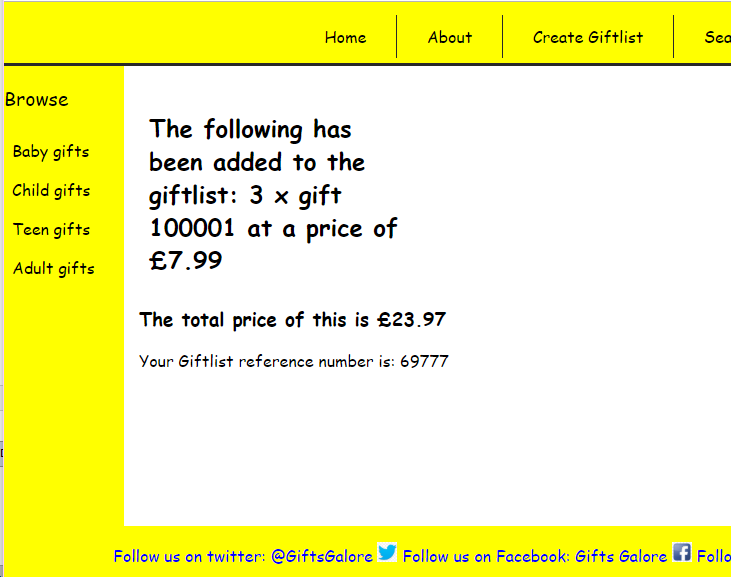 Home About Create Giftlist
Browse
Baby gifts
Child gifts
Teen gifts
Adult gifts
The following has
been added to the
giftlist: 3 x gift
100001 at a price of
£7.99
The total price of this is £23.97
Your Giftlist reference number is: 69777
Follow us on twitter: @GiftsGalore Follow us on Facebook: Gifts Galore